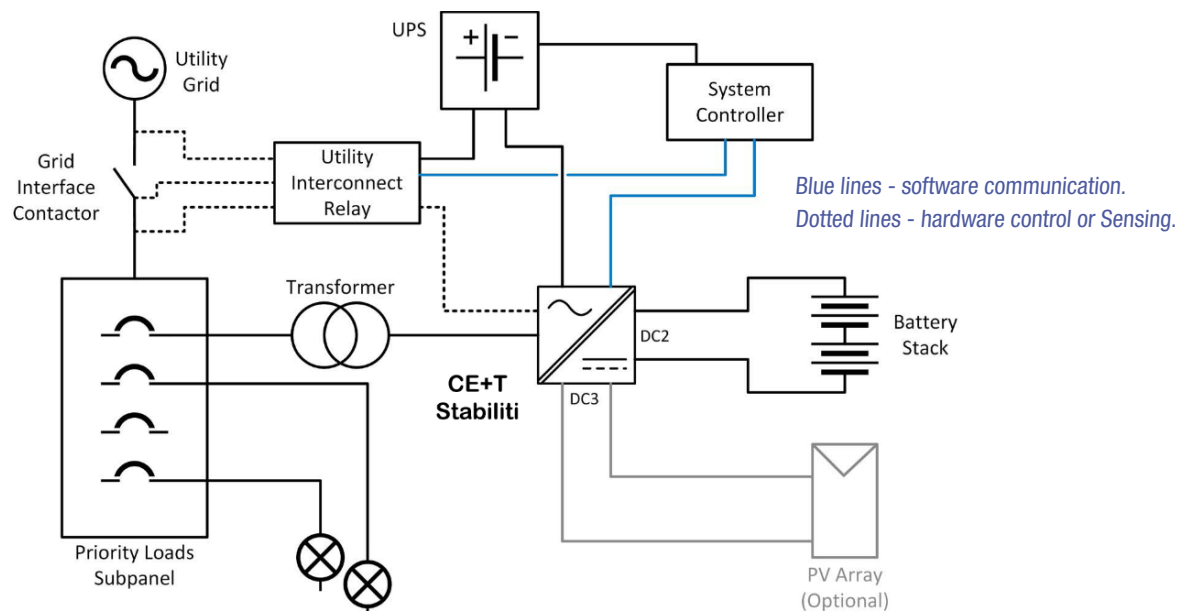 UPS
+ −
Utility
Grid
System
Controller
Grid
Interface
Contactor
Utility
Interconnect
Relay
Blue lines - software communication.
Dotted lines - hardware control or Sensing.
Transformer
DC2
Battery
Stack
CE+T
Stabiliti
DC3
Priority Loads
Subpanel
PV Array
(Optional)